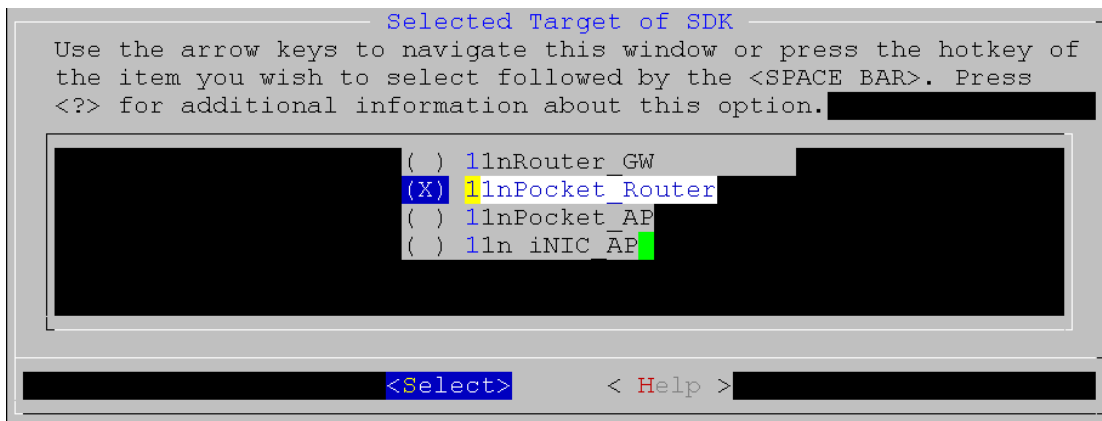 Selected Target of SDK
Use the arrow keys to navigate this window or press the hotkey of
the item you wish to select followed by the <SPACE BAR>. Press
<?> for additional information about this option.
( ) 11nRouter_GW
(X) 11nPocket_Router
( ) 11nPocket_AP
( ) 11n iNIC_AP
<Select> < Help >